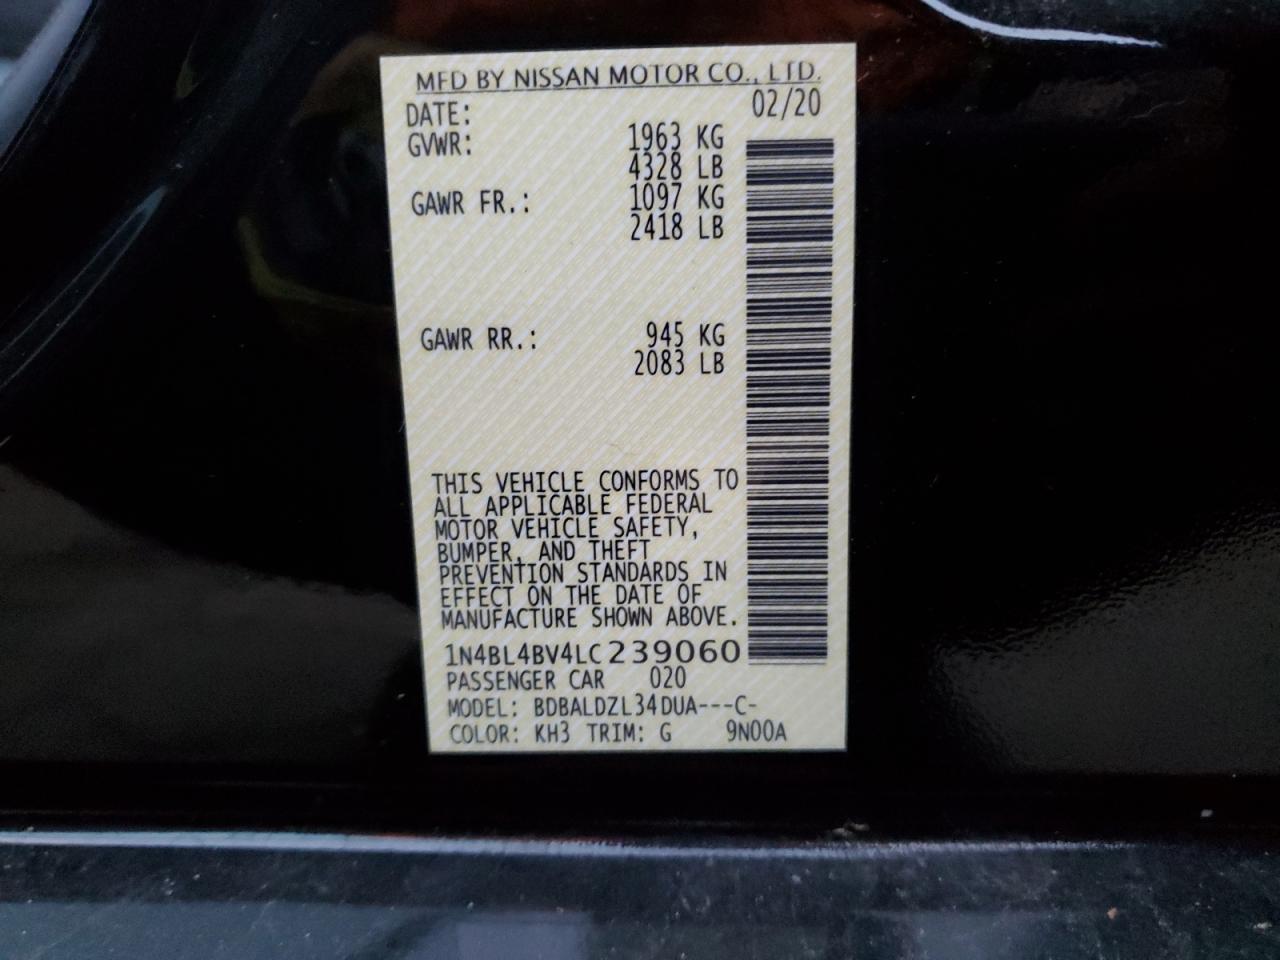 MFD BY NISSAN MOTOR CO., LTD.
DATE: 02/20
GVWR: 1963 KG
4328 LB
GAWR FR.: 1097 KG
2418 LB
GAWR RR.: 945 KG
2083 LB
THIS VEHICLE CONFORMS TO
ALL APPLICABLE FEDERAL
MOTOR VEHICLE SAFETY,
BUMPER, AND THEFT
PREVENTION STANDARDS IN
EFFECT ON THE DATE OF
MANUFACTURE SHOWN ABOVE.
1N4BL4BV4LC239060
PASSENGER CAR 020
MODEL: BDBALDZL34DUA---C-
COLOR: KH3 TRIM: G 9N00A